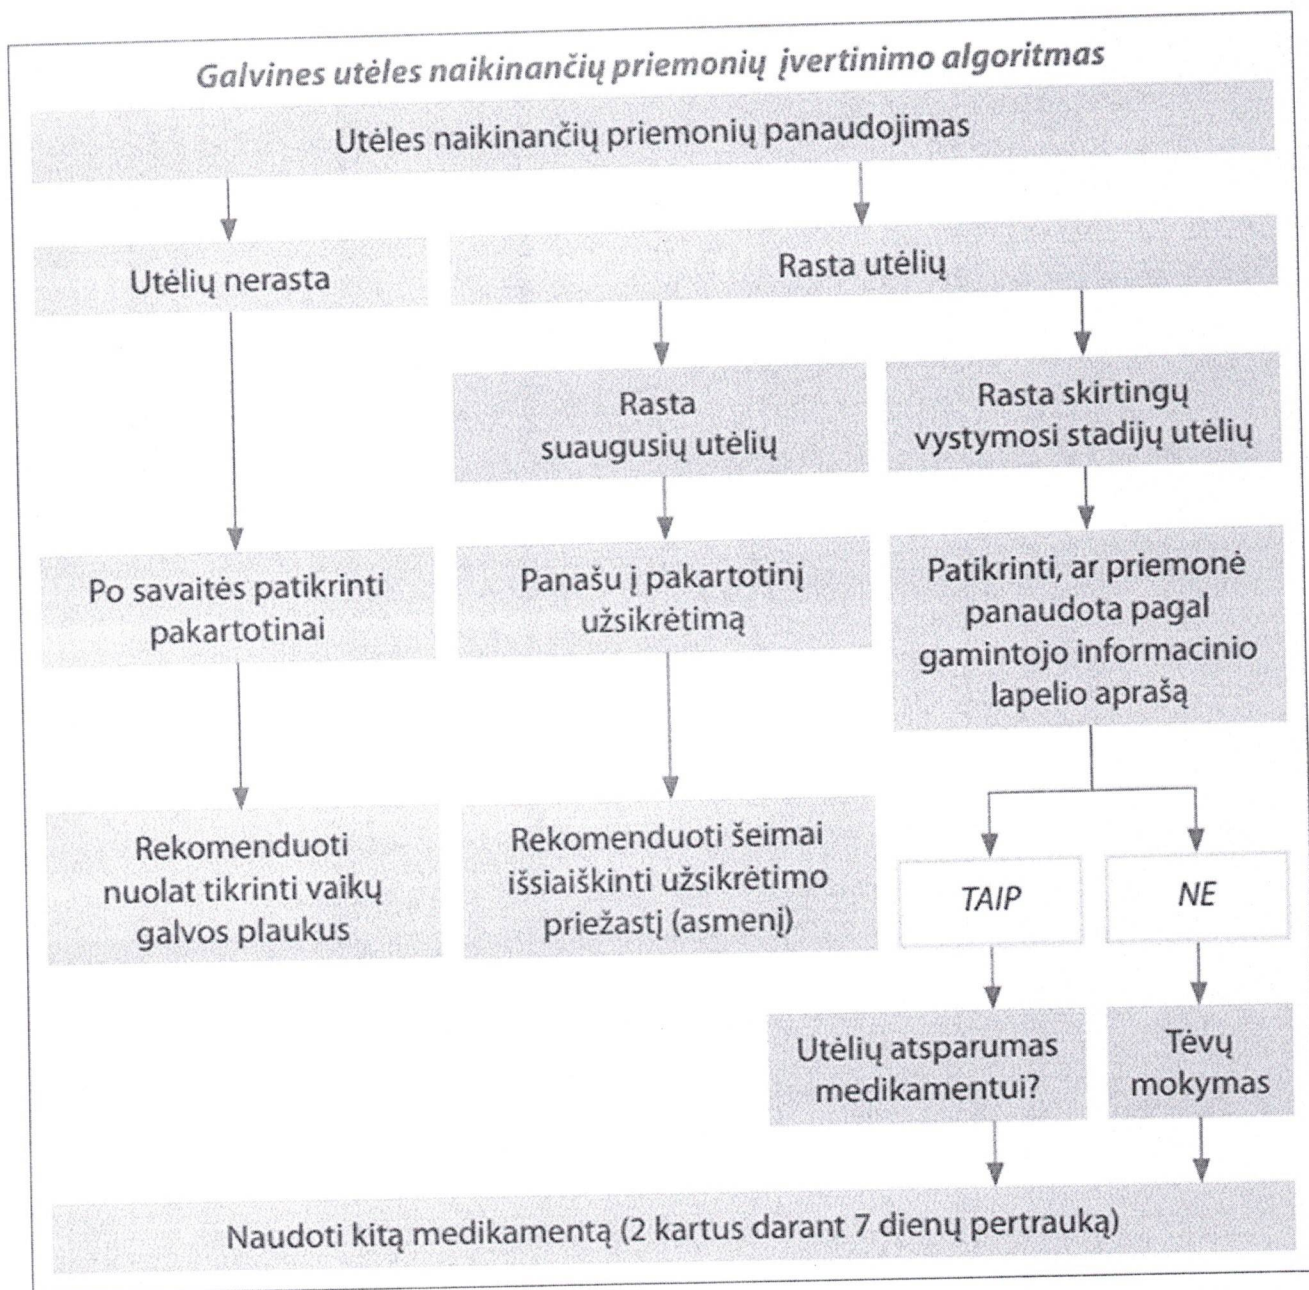 Galvines utėles naikinančių priemonių įvertinimo algoritmas
Utėles naikinančių priemonių panaudojimas
Utėlių nerasta
Rasta utėlių
Rasta
suaugusių utėlių
Rasta skirtingų
vystymosi stadijų utėlių
Po savaitės patikrinti
pakartotinai
Panašu į pakartotinį
užsikrėtimą
Patikrinti, ar priemonė
panaudota pagal
gamintojo informacinio
lapelio aprašą
Rekomenduoti
nuolat tikrinti vaikų
galvos plaukus
Rekomenduoti šeimai
išsiaiškinti užsikrėtimo
priežastį (asmenį)
TAIP
NE
Utėlių atsparumas
medikamentui?
Tėvų
mokymas
Naudoti kitą medikamentą (2 kartus darant 7 dienų pertrauką)